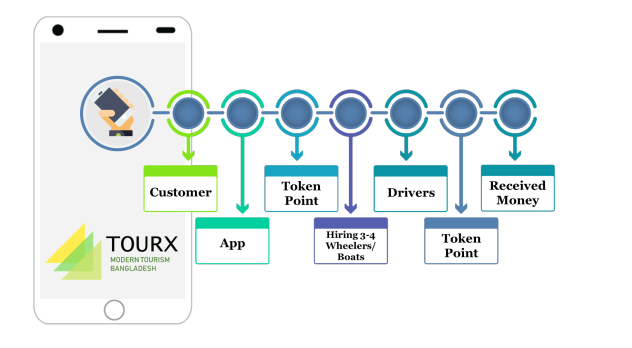 Customer
App
Token
Point
Hiring 3-4
Wheelers/
Boats
Drivers
Token
Point
Received
Money
TOURX
MODERN TOURISM
BANGLADESH